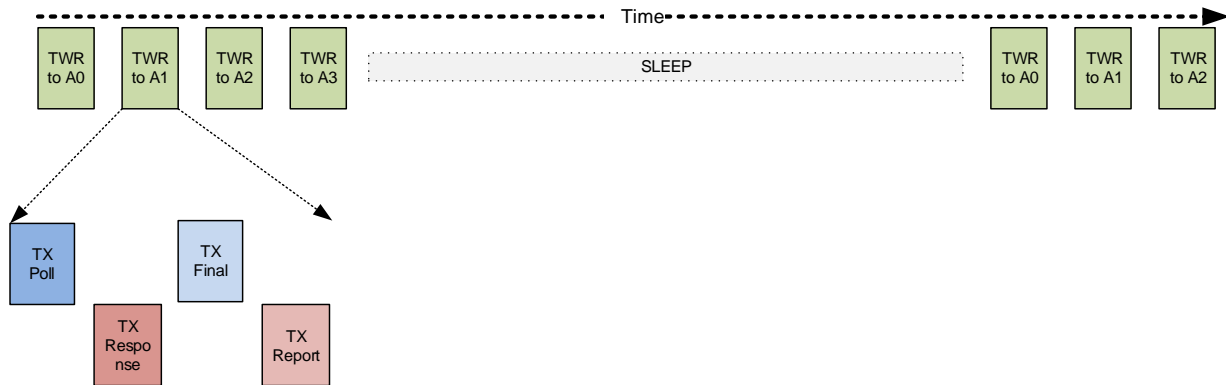 Time
TWR
to A0
TWR
to A1
TWR
to A2
TWR
to A3
SLEEP
TWR
to A0
TWR
to A1
TWR
to A2
TX
Poll
TX
Final
TX
Respo
nse
TX
Report